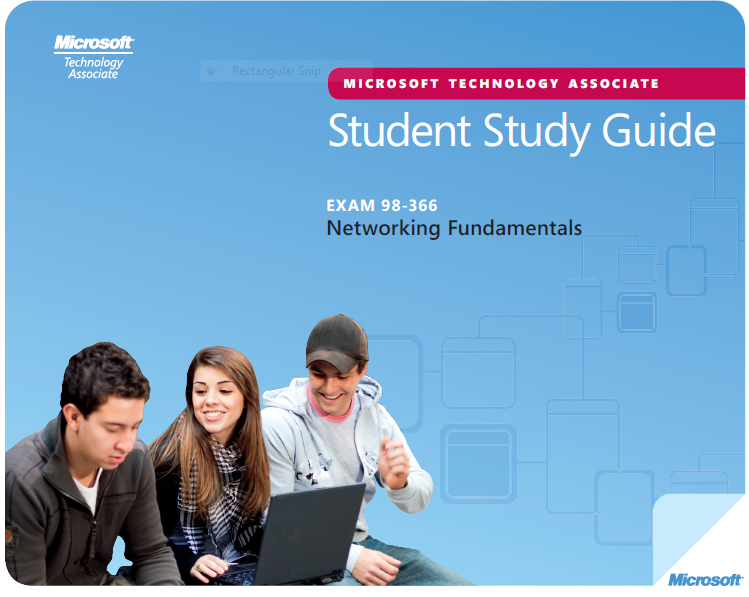 Microsoft
Technology
Associate
Rectangular Snip
MICROSOFT TECHNOLOGY ASSOCIATE
Student Study Guide
EXAM 98-366
Networking Fundamentals
Microsoft